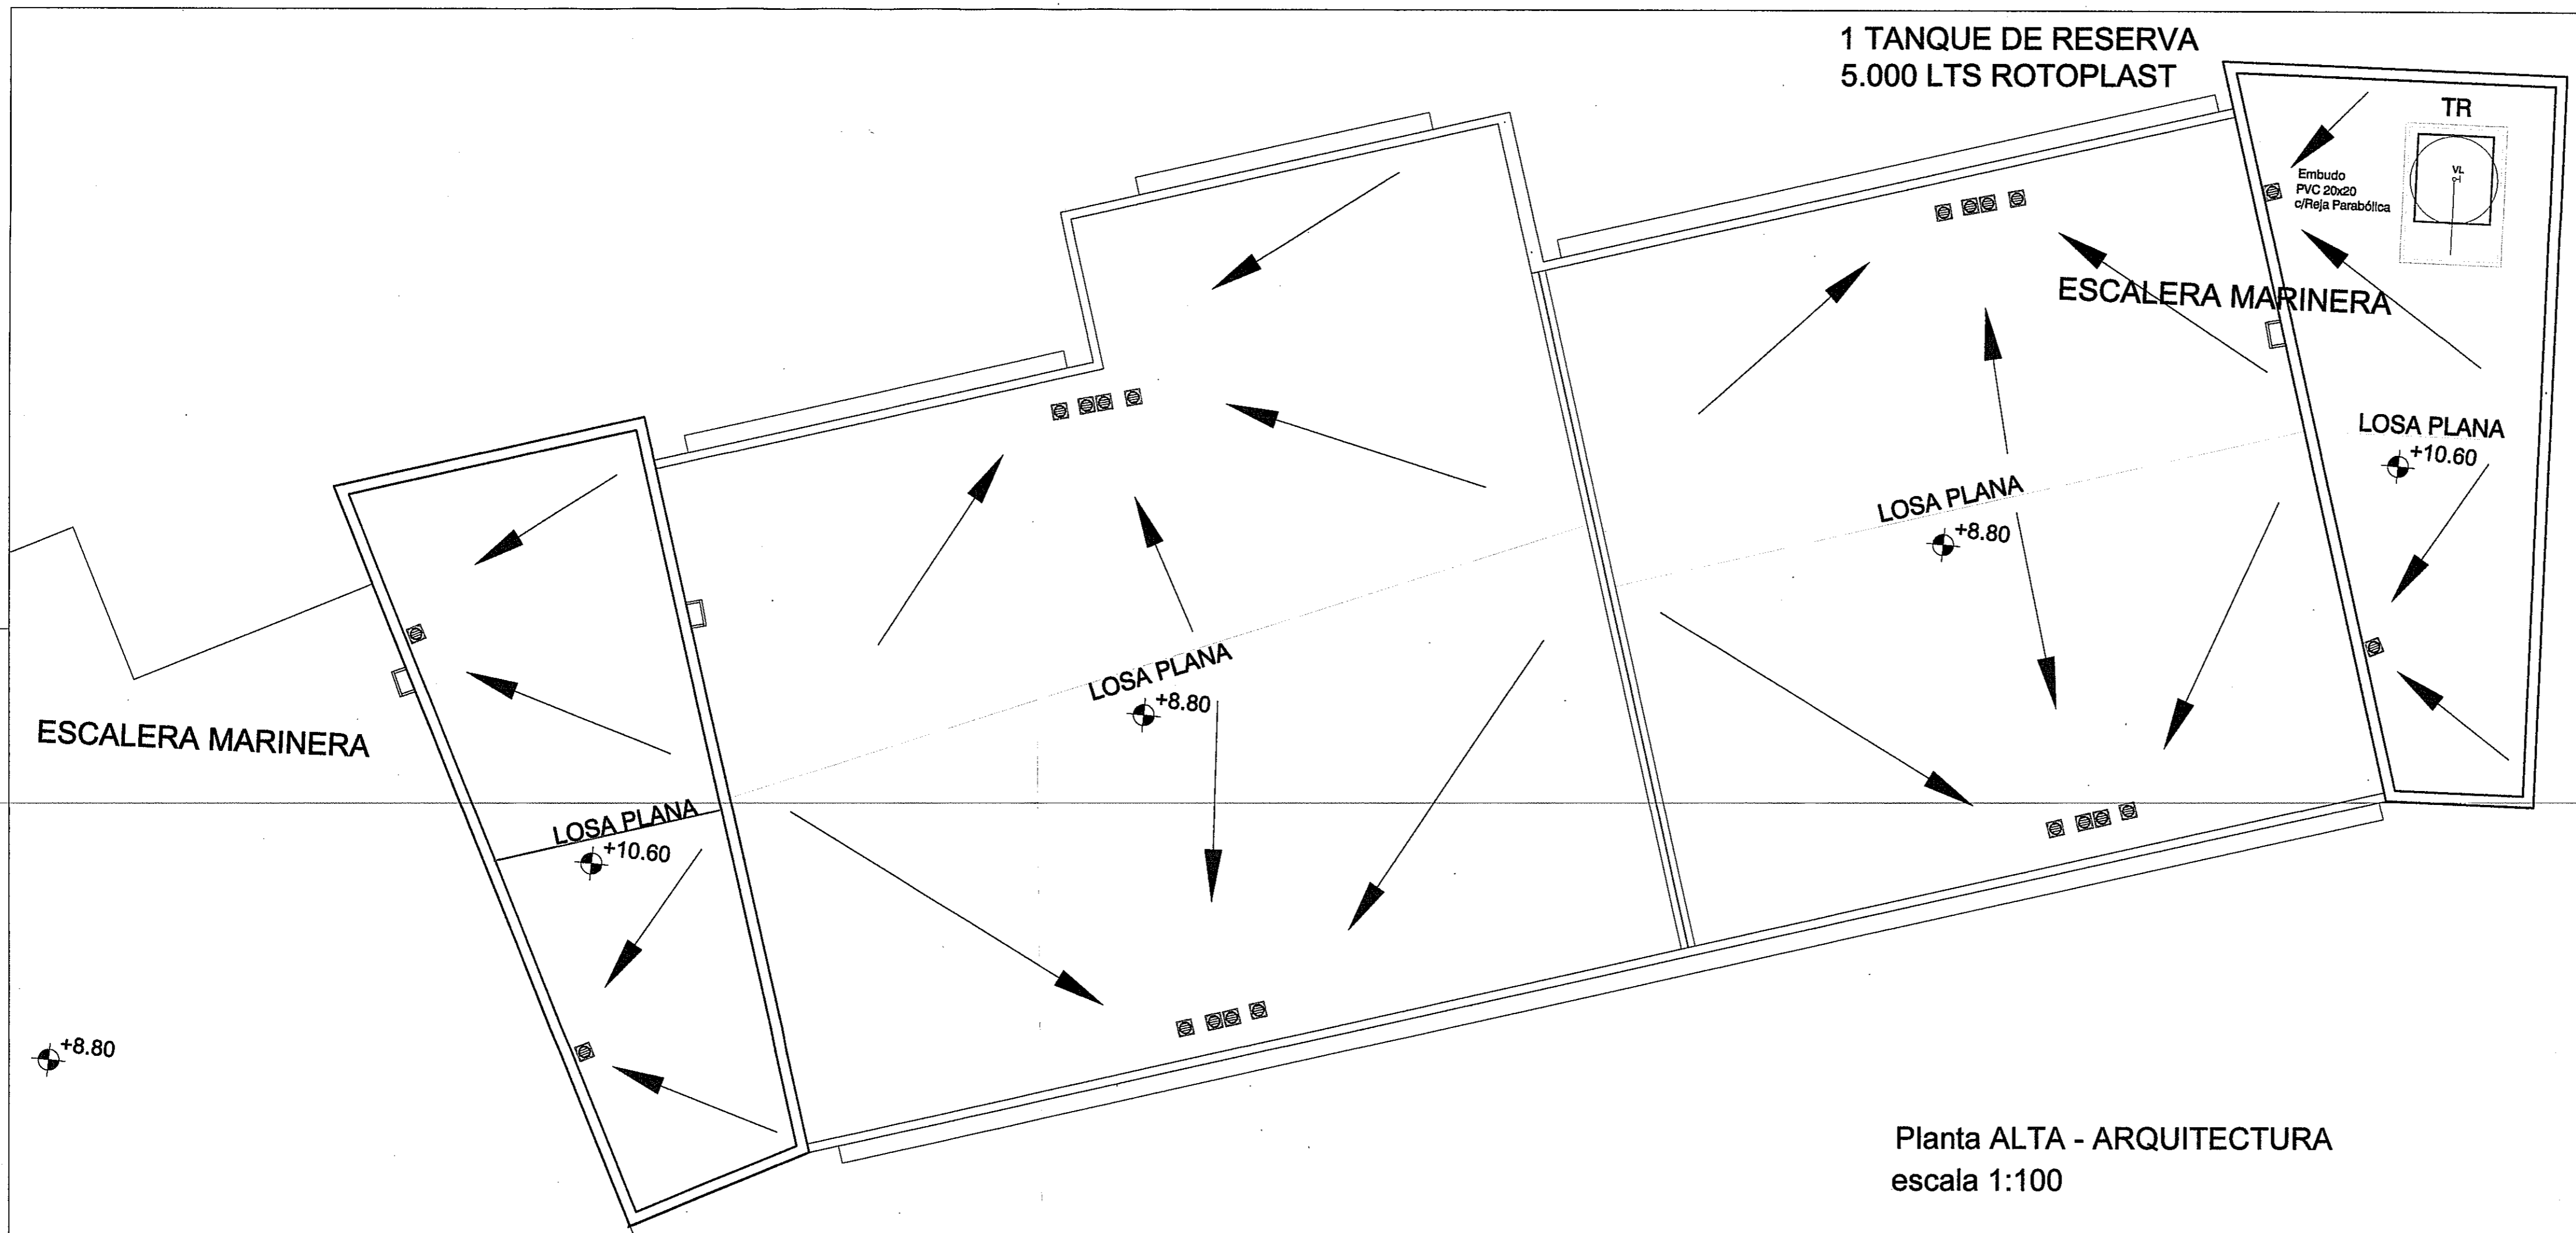 1 TANQUE DE RESERVA
5.000 LTS ROTOPLAST
TR
VL
Embudo
PVC 20x20
c/Reja Parabólica
ESCALERA MARINERA
LOSA PLANA
+10.60
LOSA PLANA
+8.80
LOSA PLANA
+8.80
ESCALERA MARINERA
LOSA PLANA
+10.60
+8.80
Planta ALTA - ARQUITECTURA
escala 1:100